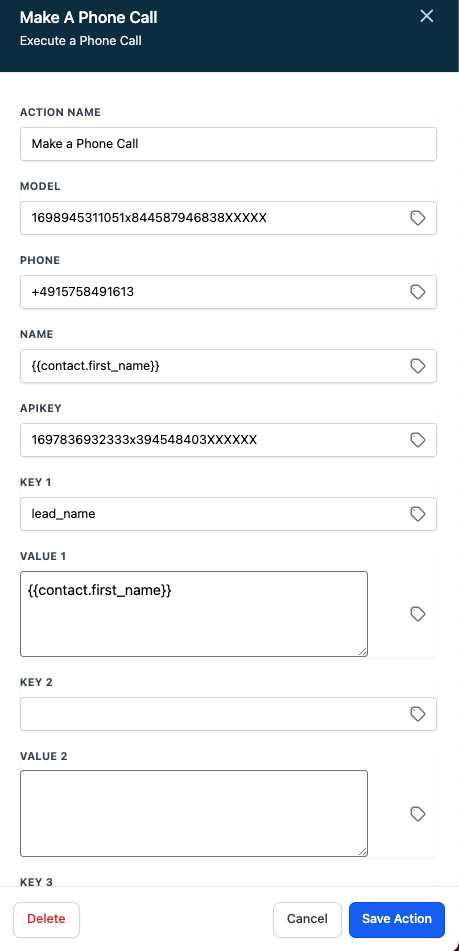 Make A Phone Call
Execute a Phone Call
ACTION NAME
Make a Phone Call
MODEL
1698945311051x844587946838XXXXX
PHONE
+4915758491613
NAME
{{contact.first_name}}
APIKEY
1697836932333x394548403XXXXXX
KEY 1
lead_name
VALUE 1
{{contact.first_name}}
KEY 2
VALUE 2
KEY 3
Delete
Cancel
Save Action